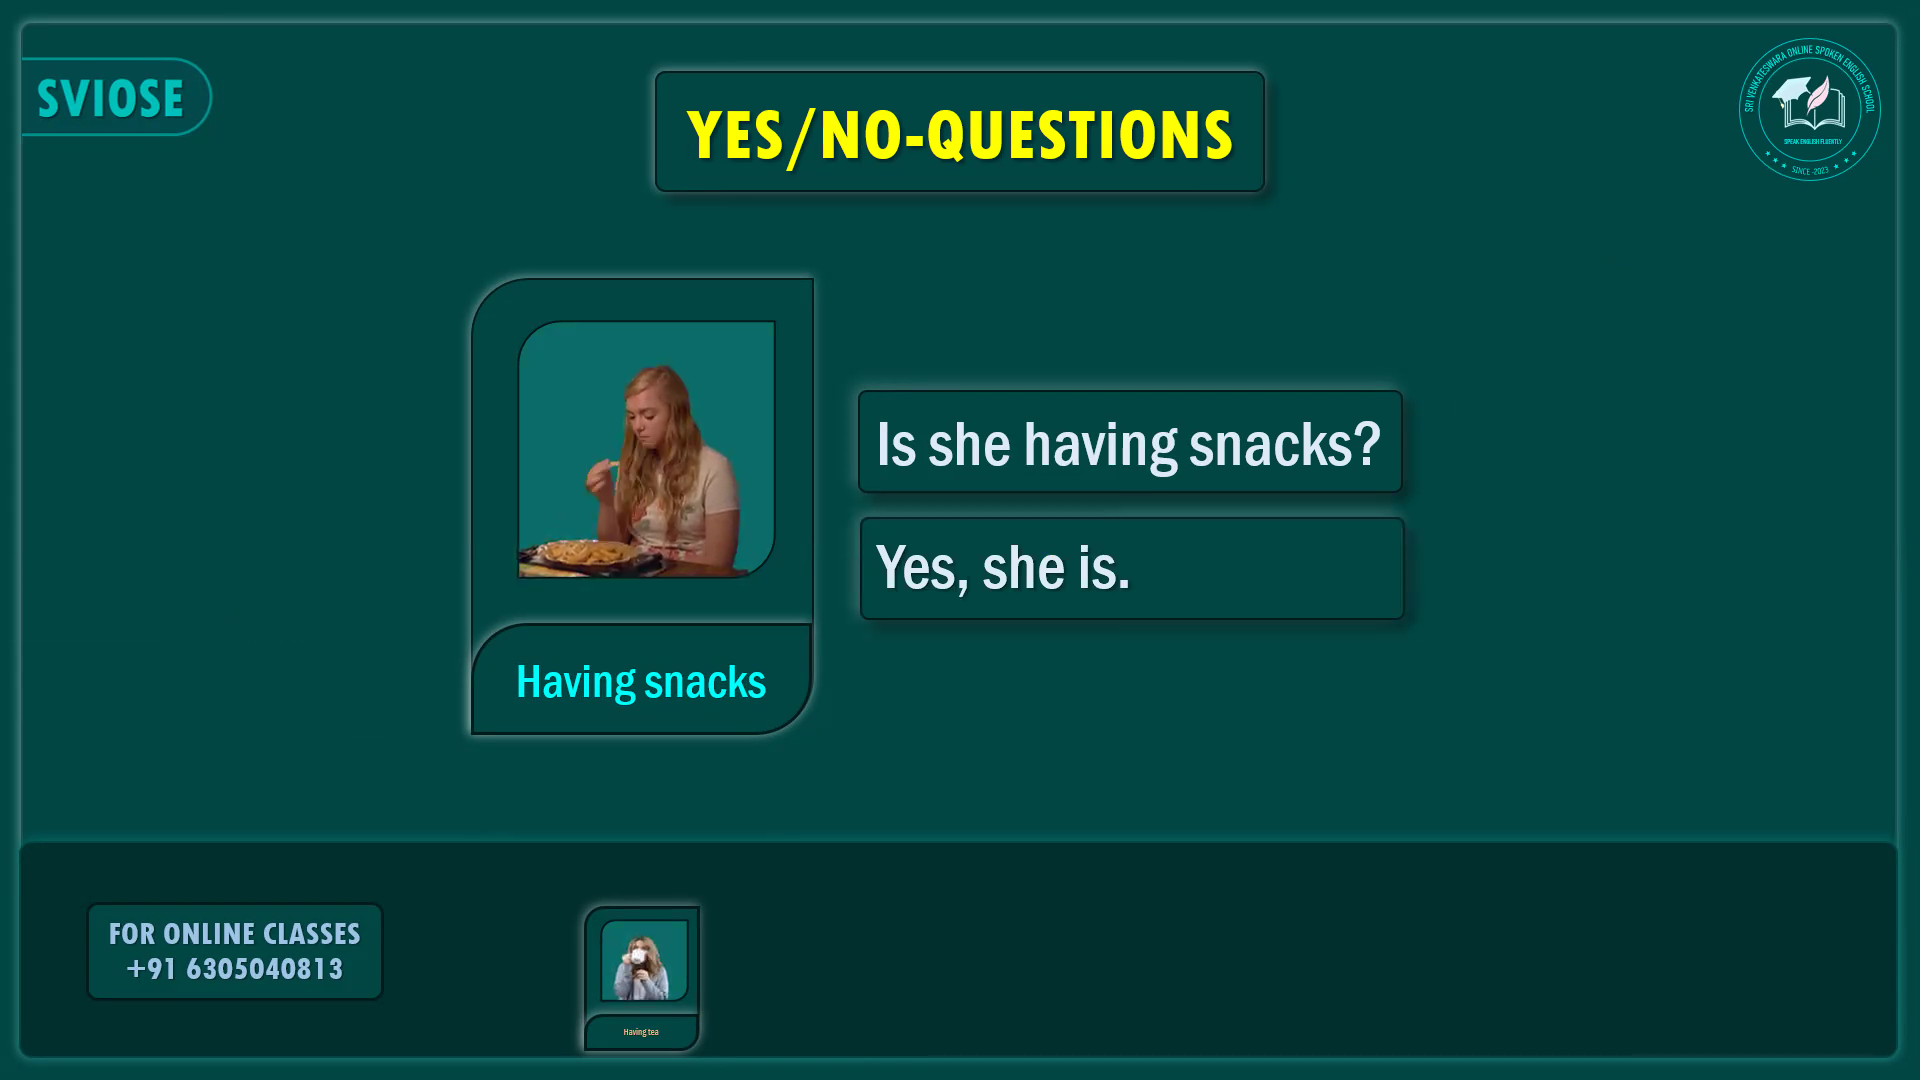 SVIOSE
YES/NO-QUESTIONS
SRI VENKATESWARA ONLINE SPOKEN ENGLISH SCHOOL
SPEAK ENGLISH FLUENTLY
SINCE -2023
Is she having snacks?
Yes, she is.
Having snacks
FOR ONLINE CLASSES
+91 6305040813
Having tea